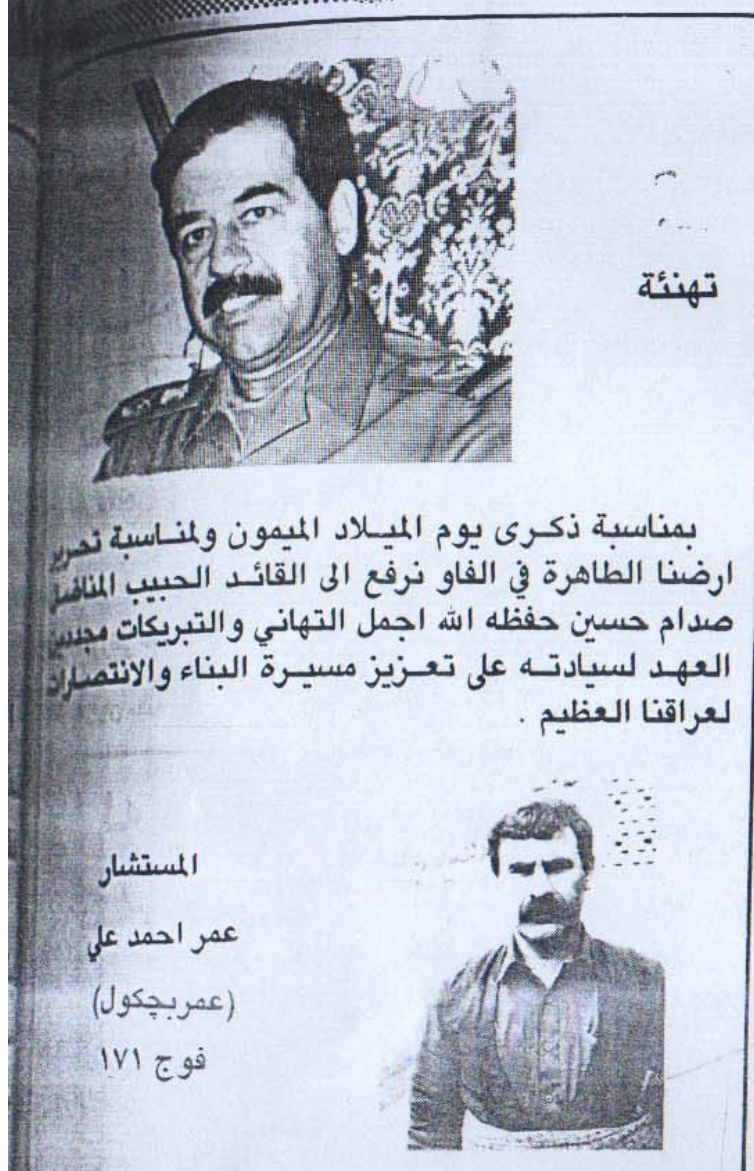 تهنئة
بمناسبة ذكرى يوم الميلاد الميمون ولمناسبة تحرير
ارضنا الطاهرة في الفاو نرفع الى القائد الحبيب المناضل
صدام حسين حفظه الله اجمل التهاني والتبريكات مجددين
العهد لسيادته على تعزيز مسيرة البناء والانتصارات
لعراقنا العظيم .
المستشار
عمر احمد علي
(عمربچكول)
فوج ١٧١